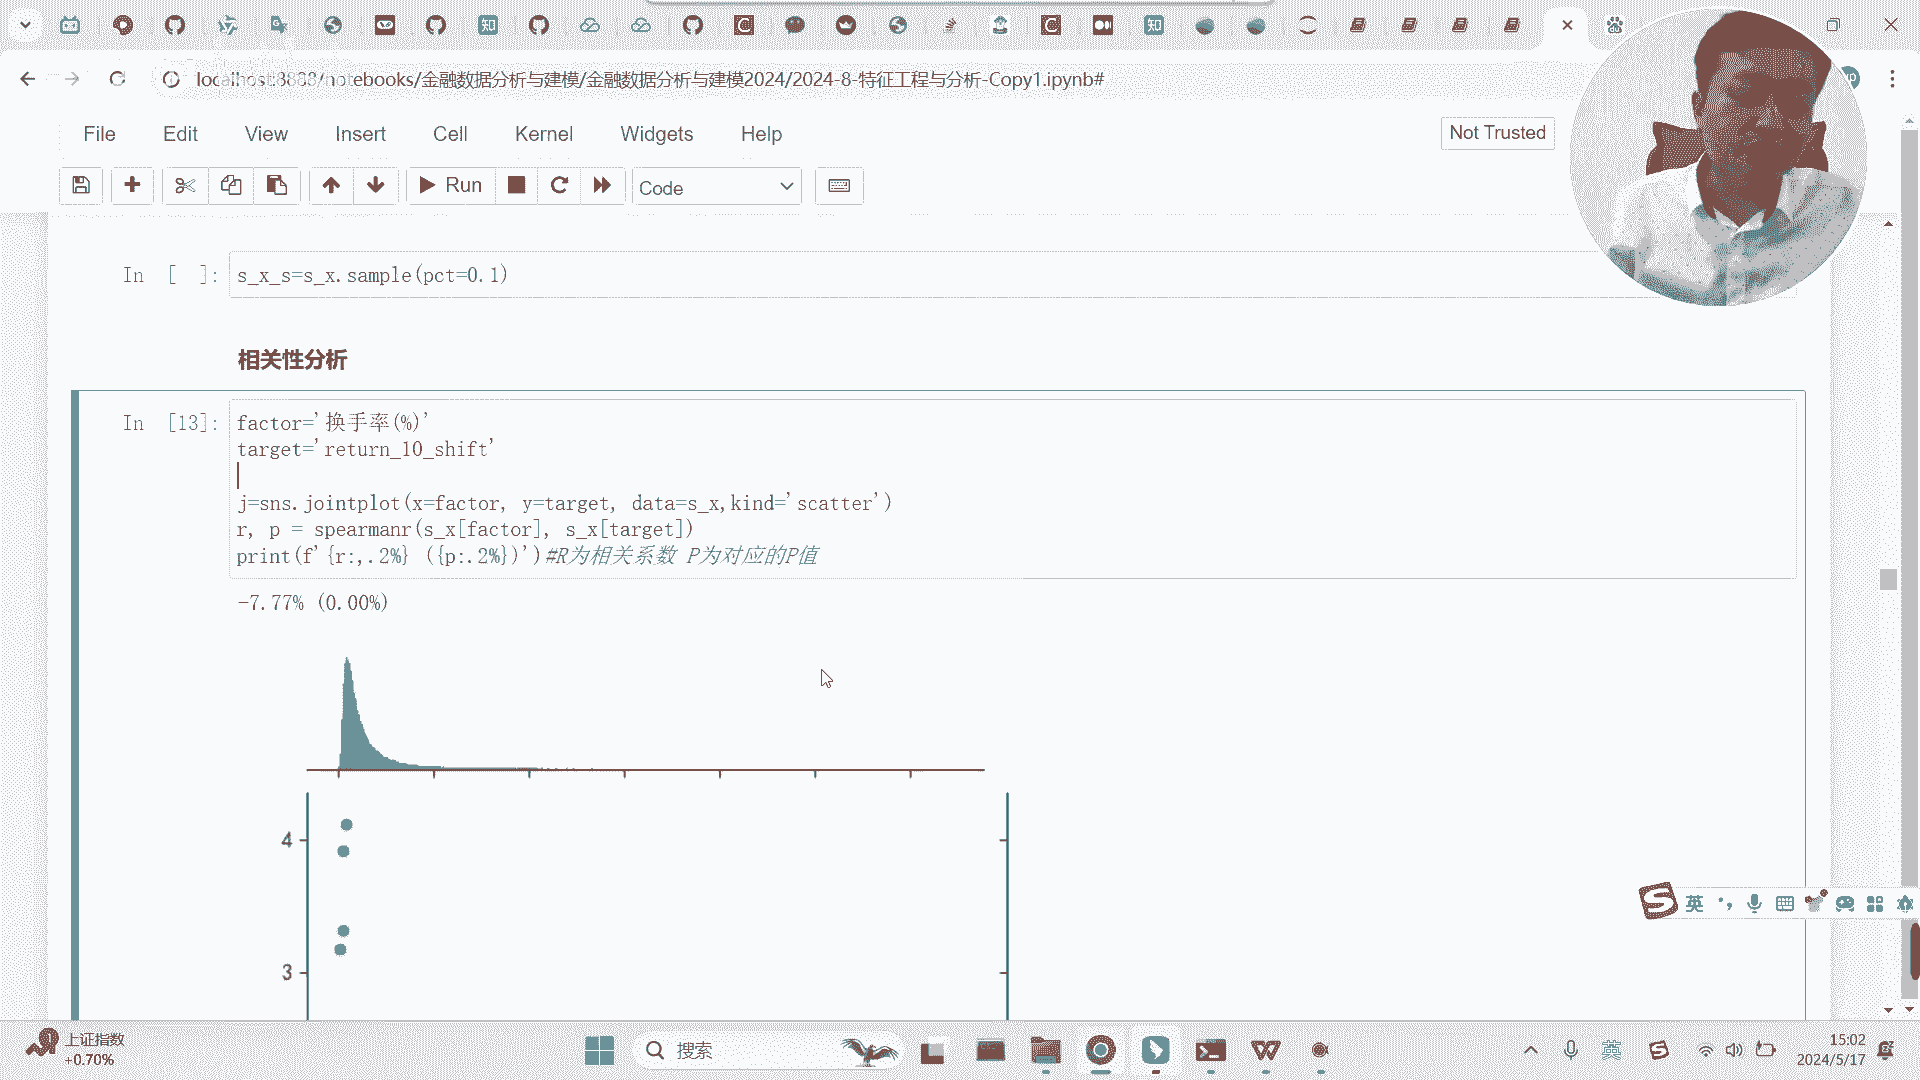 localhost:8888/notebooks/金融数据分析与建模/金融数据分析与建模2024/2024-8-特征工程与分析-Copy1.ipynb#
File Edit View Insert Cell Kernel Widgets Help
Not Trusted
Run
Code
In [ ]: s_x_s=s_x.sample(pct=0.1)
相关性分析
In [13]: factor='换手率(%)'
target='return_10_shift'
j=sns.jointplot(x=factor, y=target, data=s_x,kind='scatter')
r, p = spearmanr(s_x[factor], s_x[target])
print(f'{r:,.2%} ({p:.2%})')#R为相关系数 P为对应的P值
-7.77% (0.00%)
4
3
英
上证指数
+0.70%
搜索
英
15:02
2024/5/17